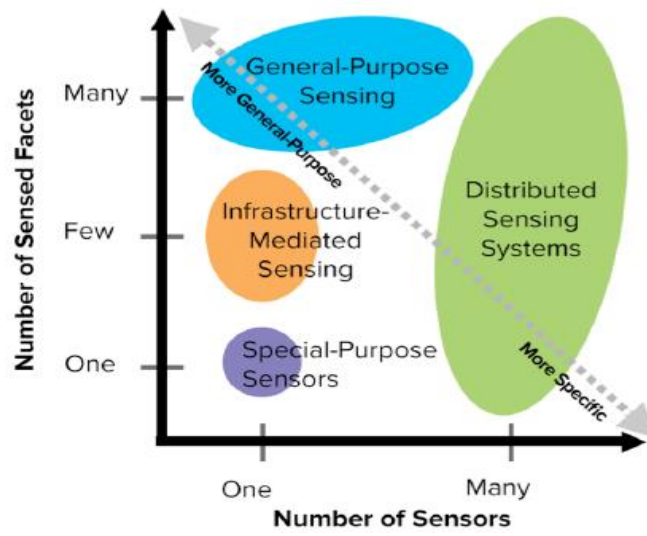 Number of Sensed Facets
Many
Few
One
General-Purpose
Sensing
More General-Purpose
Infrastructure-
Mediated
Sensing
Distributed
Sensing
Systems
Special-Purpose
Sensors
More Specific
One
Many
Number of Sensors